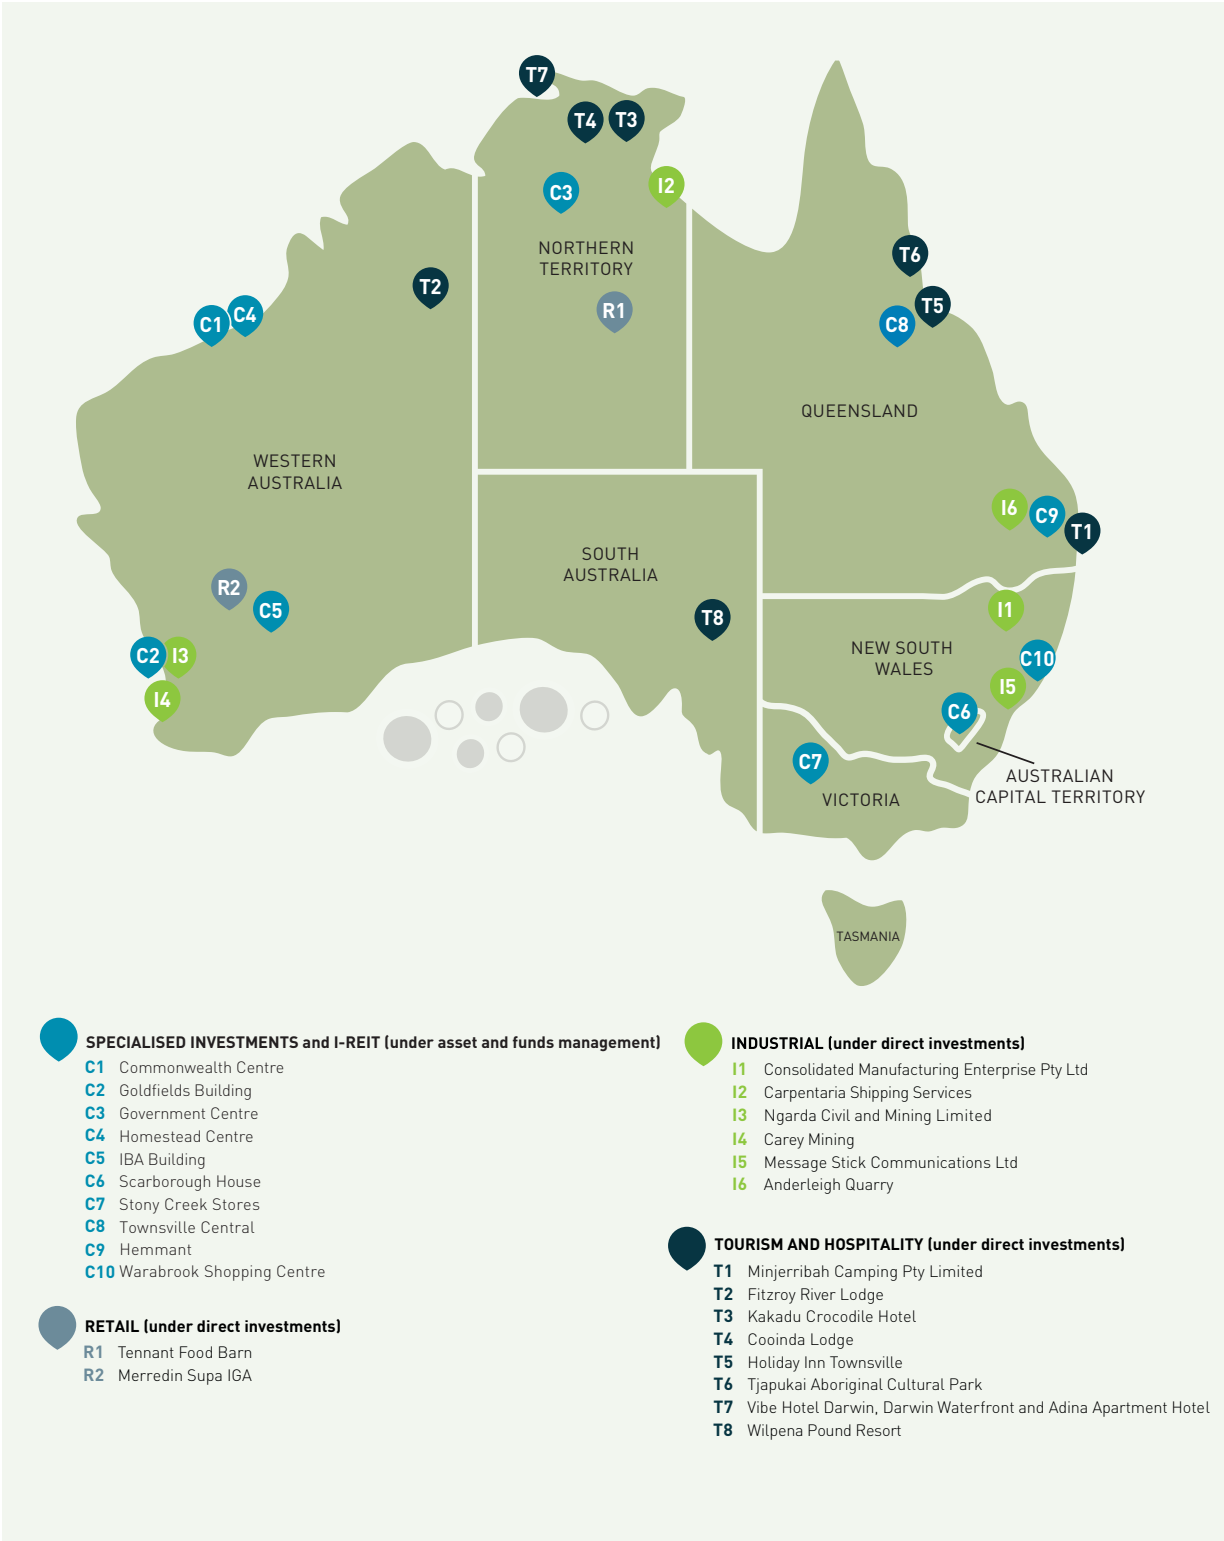 T7
T4
T3
C3
I2
NORTHERN
TERRITORY
T6
T2
R1
T5
C8
C1
C4
QUEENSLAND
WESTERN
AUSTRALIA
I6
C9
T1
SOUTH
AUSTRALIA
R2
C5
T8
I1
NEW SOUTH
WALES
C2
I3
C10
I4
I5
C6
C7
AUSTRALIAN
CAPITAL TERRITORY
VICTORIA
TASMANIA
SPECIALISED INVESTMENTS and I-REIT (under asset and funds management)
C1 Commonwealth Centre
C2 Goldfields Building
C3 Government Centre
C4 Homestead Centre
C5 IBA Building
C6 Scarborough House
C7 Stony Creek Stores
C8 Townsville Central
C9 Hemmant
C10 Warabrook Shopping Centre
RETAIL (under direct investments)
R1 Tennant Food Barn
R2 Merredin Supa IGA
INDUSTRIAL (under direct investments)
I1 Consolidated Manufacturing Enterprise Pty Ltd
I2 Carpentaria Shipping Services
I3 Ngarda Civil and Mining Limited
I4 Carey Mining
I5 Message Stick Communications Ltd
I6 Anderleigh Quarry
TOURISM AND HOSPITALITY (under direct investments)
T1 Minjerribah Camping Pty Limited
T2 Fitzroy River Lodge
T3 Kakadu Crocodile Hotel
T4 Cooinda Lodge
T5 Holiday Inn Townsville
T6 Tjapukai Aboriginal Cultural Park
T7 Vibe Hotel Darwin, Darwin Waterfront and Adina Apartment Hotel
T8 Wilpena Pound Resort